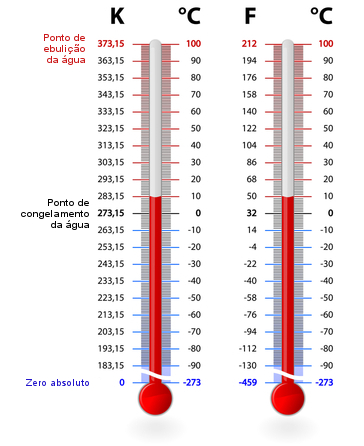 K °C F °C
Ponto de
ebulição
da água
373,15 100 212 100
363,15 90 194 90
353,15 80 176 80
343,15 70 158 70
333,15 60 140 60
323,15 50 122 50
313,15 40 104 40
303,15 30 86 30
293,15 20 68 20
283,15 10 50 10
Ponto de
congelamento
da água
273,15 0 32 0
263,15 -10 14 -10
253,15 -20 -4 -20
243,15 -30 -22 -30
233,15 -40 -40 -40
223,15 -50 -58 -50
213,15 -60 -76 -60
203,15 -70 -94 -70
193,15 -80 -112 -80
183,15 -90 -130 -90
Zero absoluto 0 -273 -459 -273